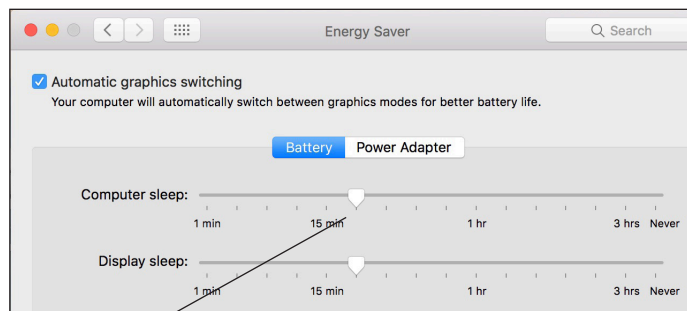 Energy Saver
Search
Automatic graphics switching
Your computer will automatically switch between graphics modes for better battery life.
Battery Power Adapter
Computer sleep:
1 min 15 min 1 hr 3 hrs Never
Display sleep:
1 min 15 min 1 hr 3 hrs Never